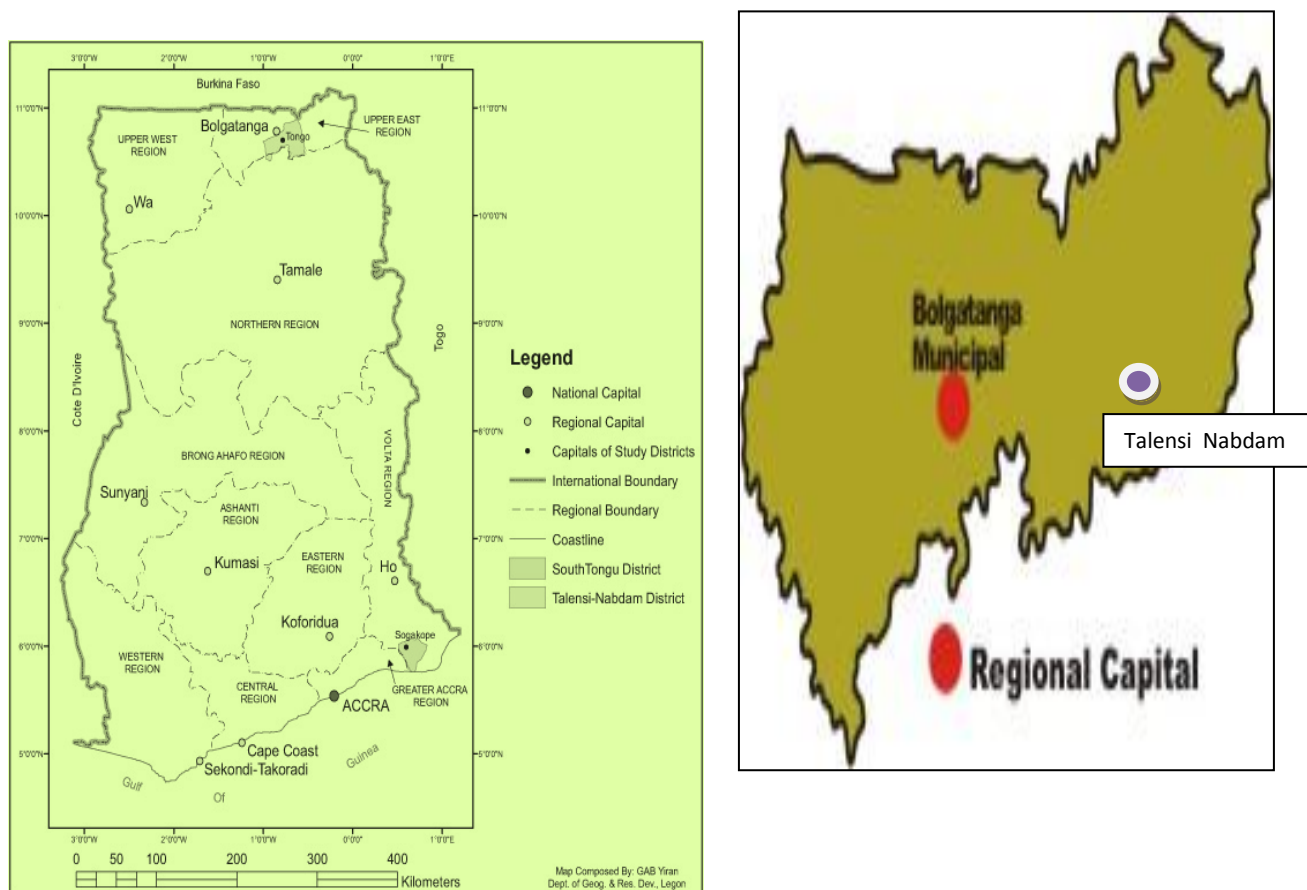 3°0'0"W 2°0'0"W 1°0'0"W 0°0'0" 1°0'0"E
Burkina Faso
11°0'0"N
11°0'0"N
UPPER WEST
REGION
Bolgatanga
Tongo
UPPER EAST
REGION
Wa
10°0'0"N
10°0'0"N
Tamale
9°0'0"N
9°0'0"N
NORTHERN REGION
Togo
Cote D'Ivoire
8°0'0"N
8°0'0"N
BRONG AHAFO REGION
VOLTA REGION
Sunyani
ASHANTI
REGION
7°0'0"N
7°0'0"N
Kumasi
EASTERN
REGION
Ho
Koforidua
Sogakope
6°0'0"N
6°0'0"N
WESTERN
REGION
CENTRAL
REGION
GREATER ACCRA
REGION
ACCRA
Cape Coast
5°0'0"N
5°0'0"N
Sekondi-Takoradi
Gulf
Of
Guinea
3°0'0"W 2°0'0"W 1°0'0"W 0°0'0" 1°0'0"E
0 50 100 200 300 400
Kilometers
Map Composed By: GAB Yiran
Dept. of Geog. & Res. Dev., Legon
Legend
National Capital
Regional Capital
Capitals of Study Districts
International Boundary
Regional Boundary
Coastline
SouthTongu District
Talensi-Nabdam District
Bolgatanga
Municipal
Talensi Nabdam
Regional Capital